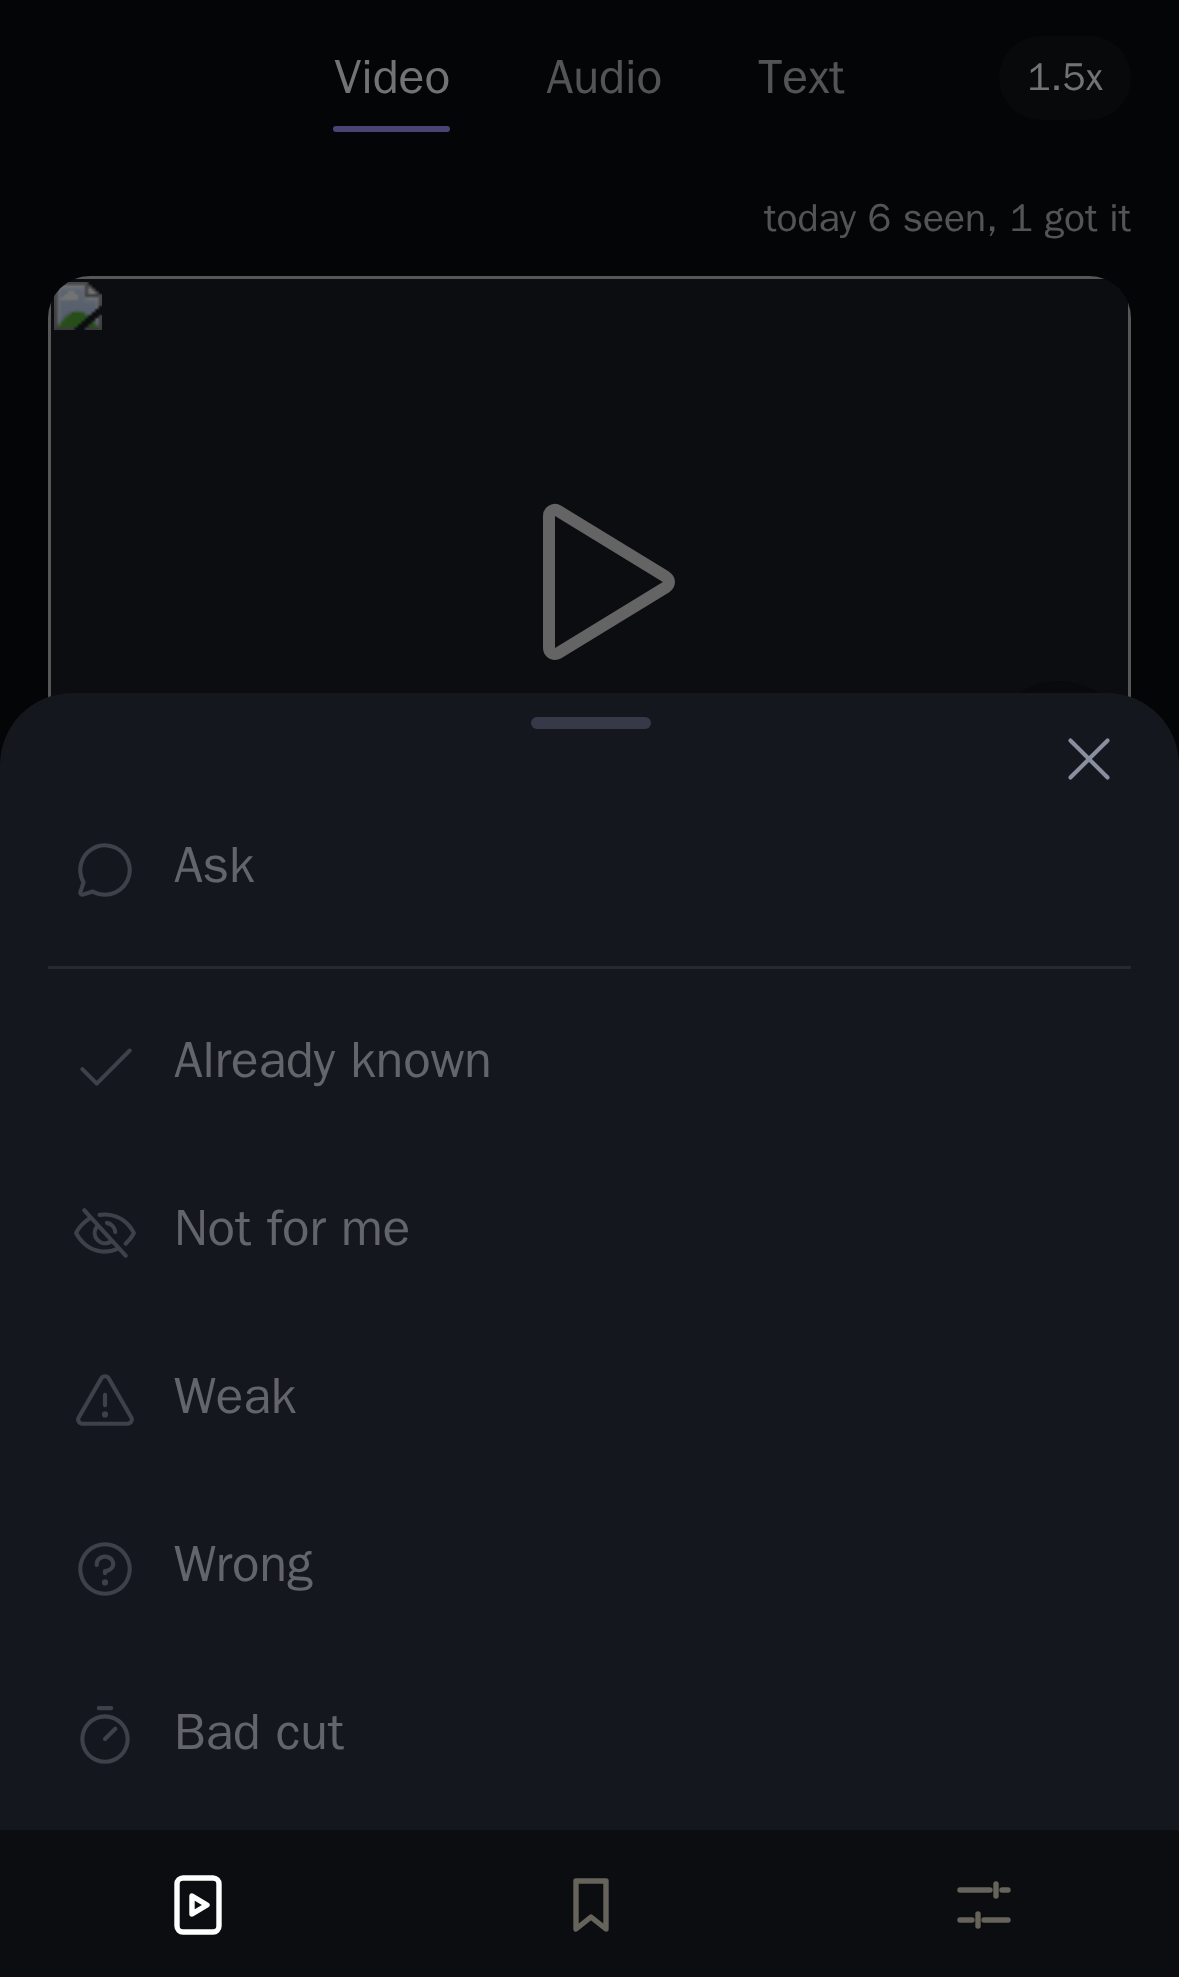 Video Audio Text 1.5x
today 6 seen, 1 got it
Ask
Already known
Not for me
Weak
Wrong
Bad cut